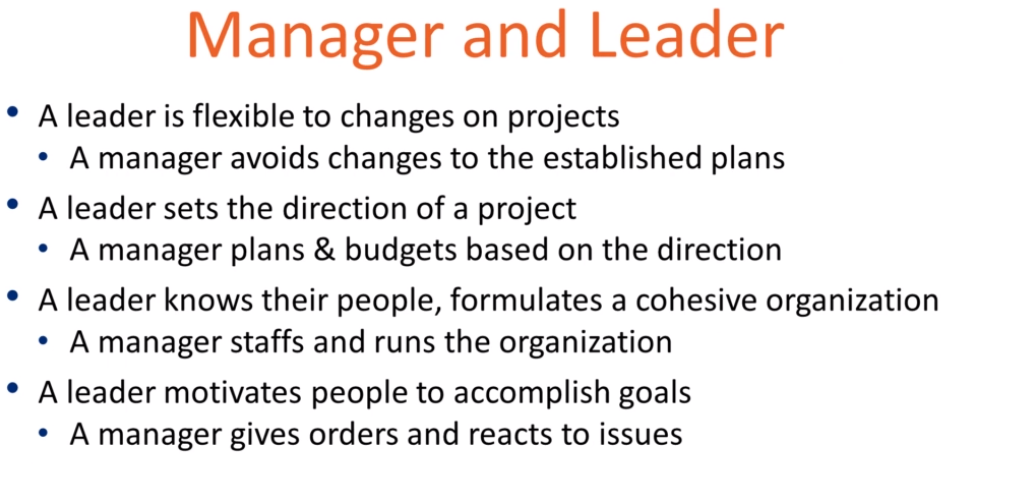 Manager and Leader
• A leader is flexible to changes on projects
• A manager avoids changes to the established plans
• A leader sets the direction of a project
• A manager plans & budgets based on the direction
• A leader knows their people, formulates a cohesive organization
• A manager staffs and runs the organization
• A leader motivates people to accomplish goals
• A manager gives orders and reacts to issues